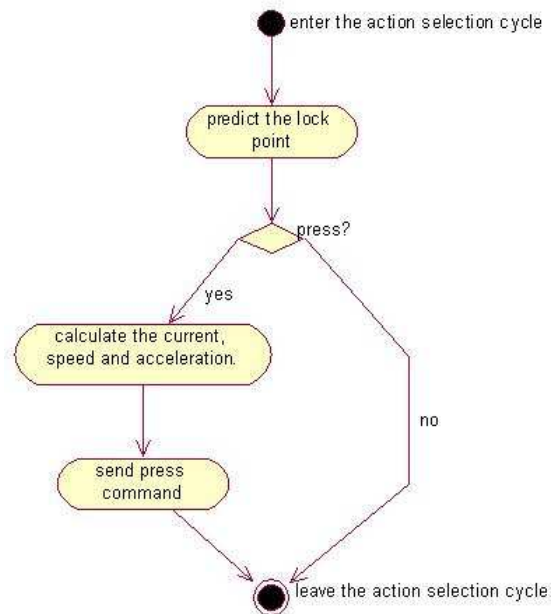 enter the action selection cycle
predict the lock
point
press?
yes
calculate the current,
speed and acceleration.
no
send press
command
leave the action selection cycle